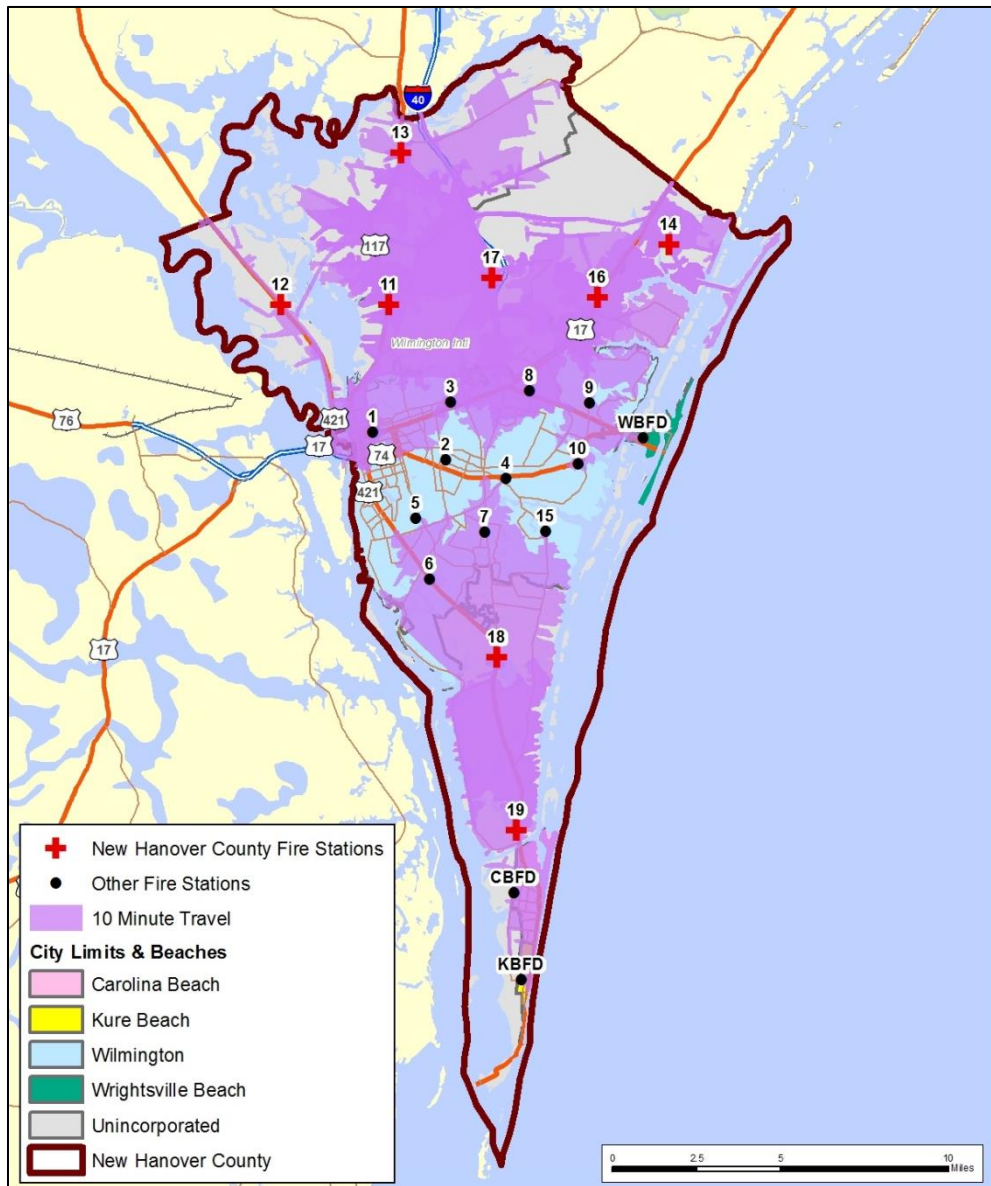 40
13
14
117
17
16
12
11
17
Wilmington Intl
8
3
9
76
421
1
WBFD
17
74
2
10
4
421
5
7
15
6
18
17
19
CBFD
KBFD
New Hanover County Fire Stations
Other Fire Stations
10 Minute Travel
City Limits & Beaches
Carolina Beach
Kure Beach
Wilmington
Wrightsville Beach
Unincorporated
New Hanover County
0 2.5 5 10
Miles